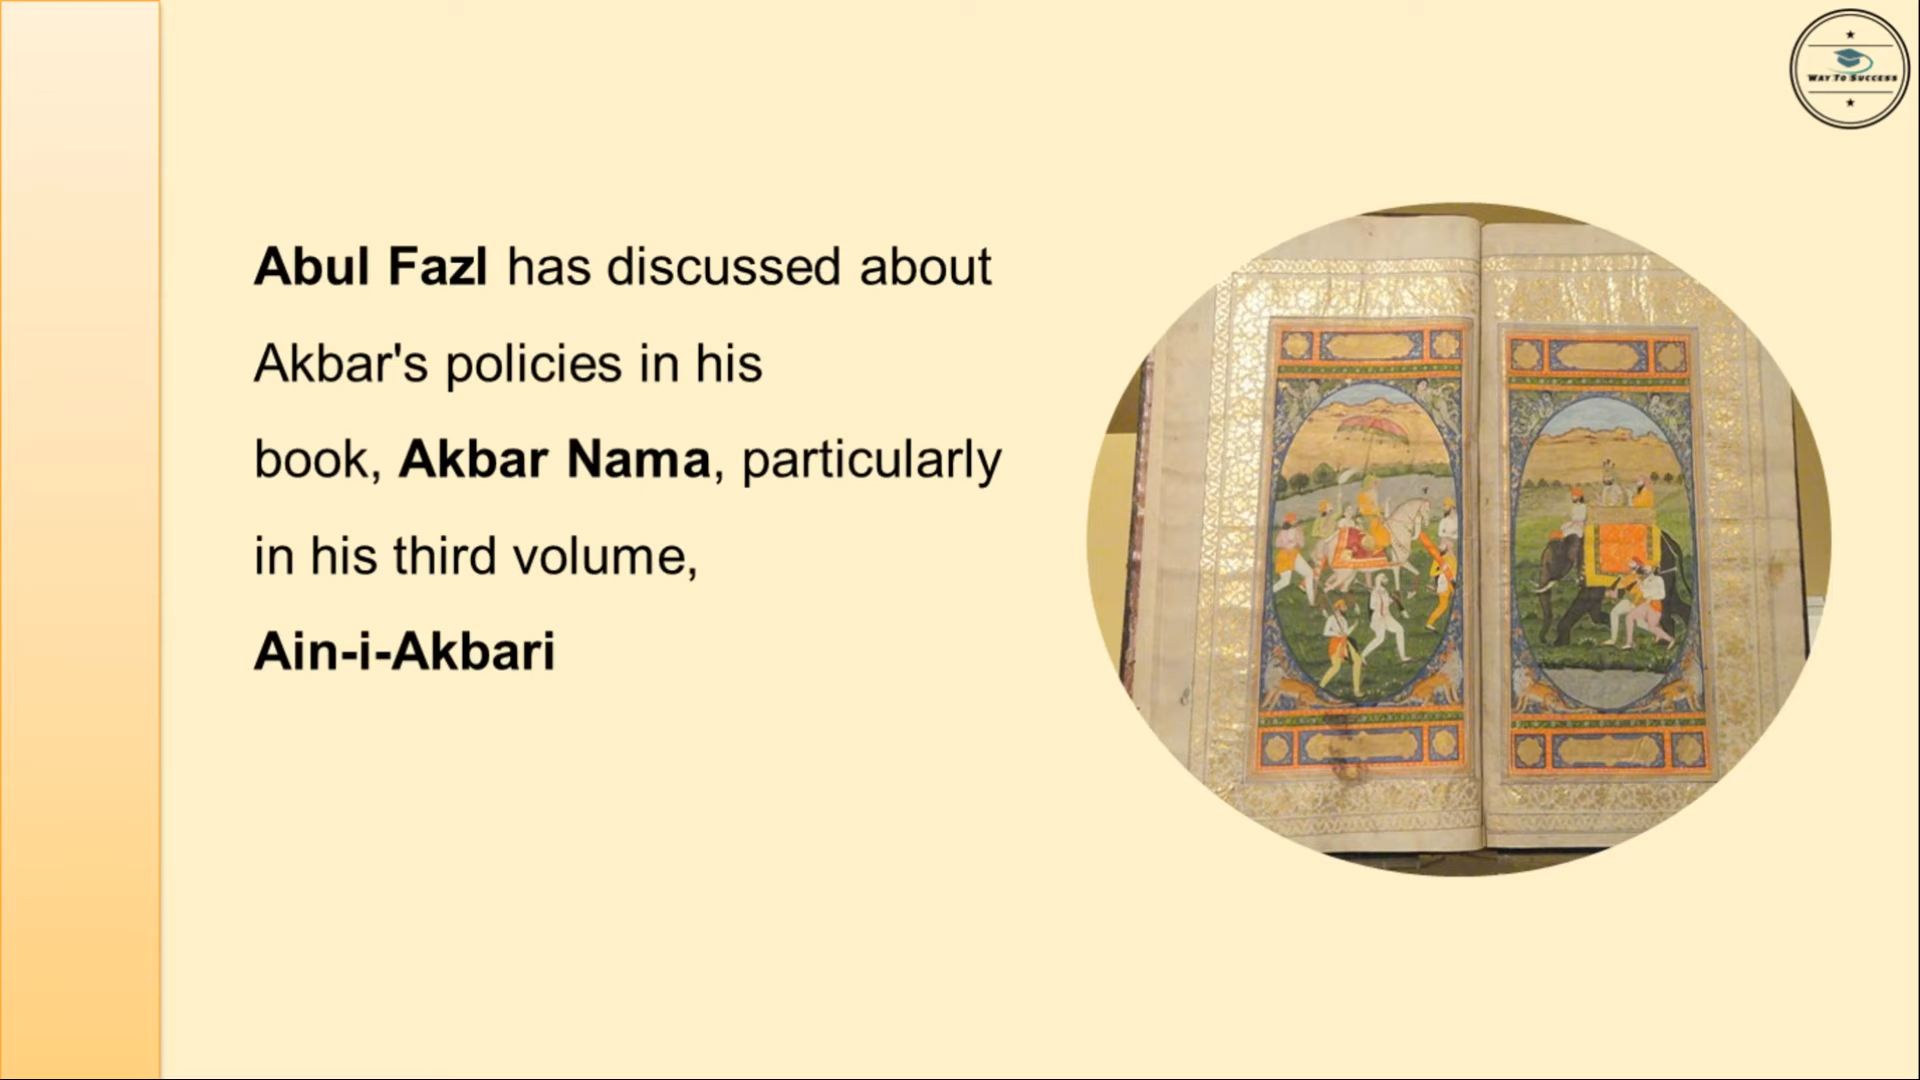 WAY TO SUCCESS
Abul Fazl has discussed about
Akbar's policies in his
book, Akbar Nama, particularly
in his third volume,
Ain-i-Akbari